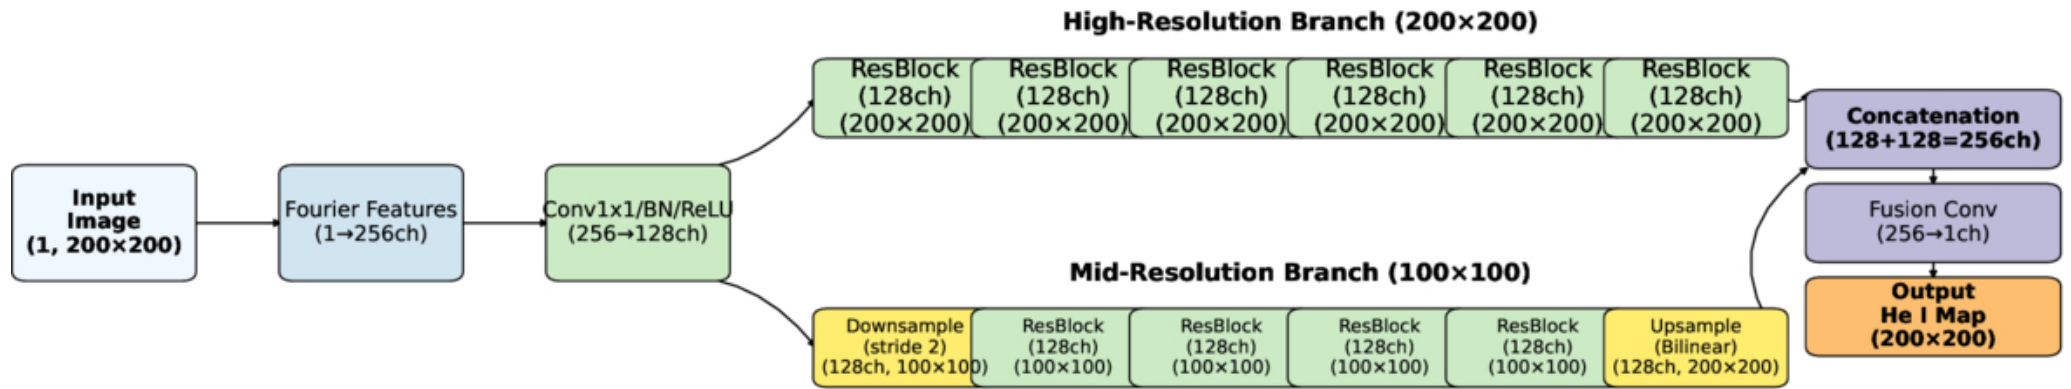 High-Resolution Branch (200×200)
ResBlock
(128ch)
(200×200)
ResBlock
(128ch)
(200×200)
ResBlock
(128ch)
(200×200)
ResBlock
(128ch)
(200×200)
ResBlock
(128ch)
(200×200)
ResBlock
(128ch)
(200×200)
Input
Image
(1, 200×200)
Fourier Features
(1→256ch)
Conv1x1/BN/ReLU
(256→128ch)
Mid-Resolution Branch (100×100)
Downsample
(stride 2)
(128ch, 100×100)
ResBlock
(128ch)
(100×100)
ResBlock
(128ch)
(100×100)
ResBlock
(128ch)
(100×100)
ResBlock
(128ch)
(100×100)
Upsample
(Bilinear)
(128ch, 200×200)
Concatenation
(128+128=256ch)
Fusion Conv
(256→1ch)
Output
He I Map
(200×200)